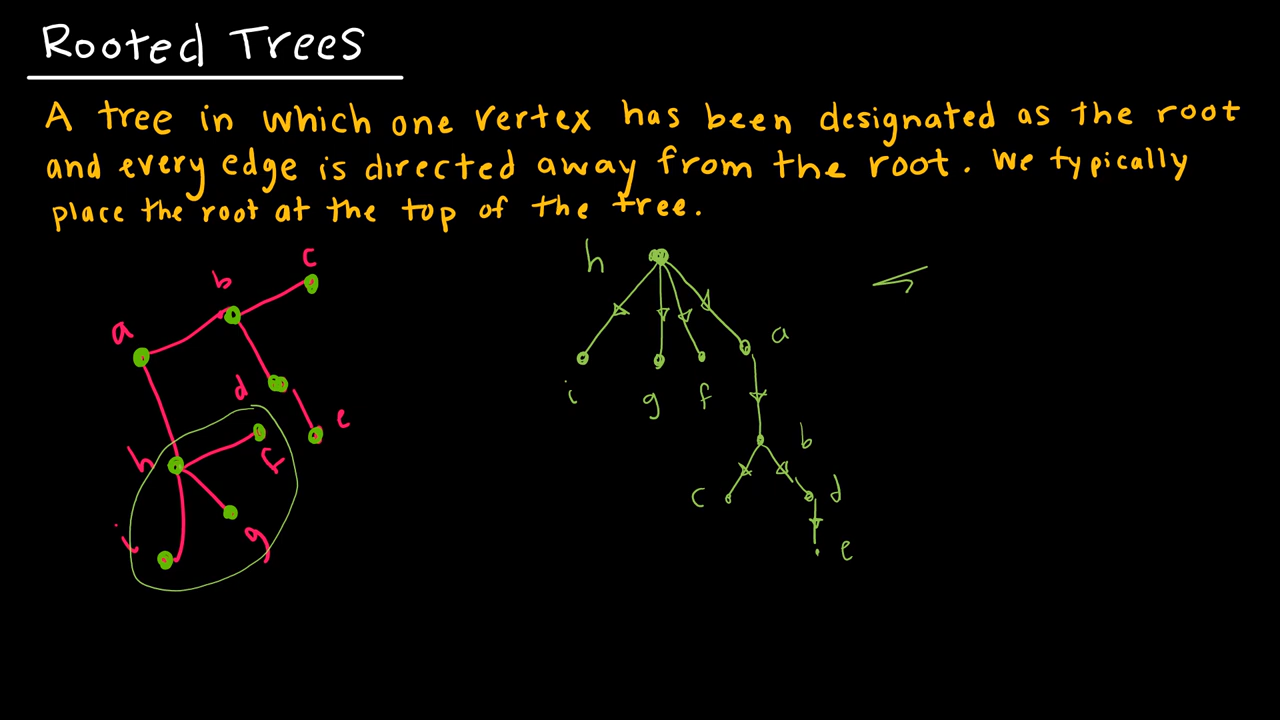 Rooted Trees
A tree in which one vertex has been designated as the root
and every edge is directed away from the root. We typically
place the root at the top of the tree.
c
b
a
d
e
h
f
g
i
h
a
i g f
b
c d
e